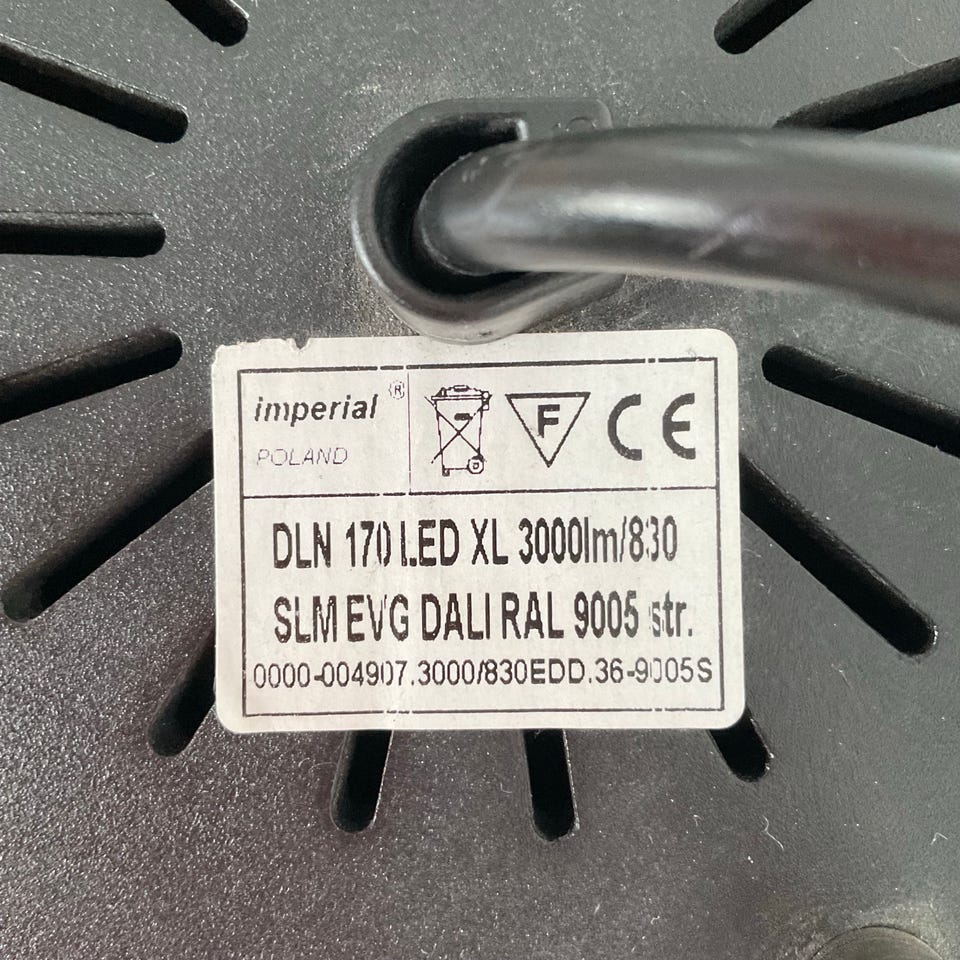 imperial ®
POLAND
F
CE
DLN 170 LED XL 3000lm/830
SLM EVG DALI RAL 9005 str.
0000-004907.3000/830EDD.36-9005S